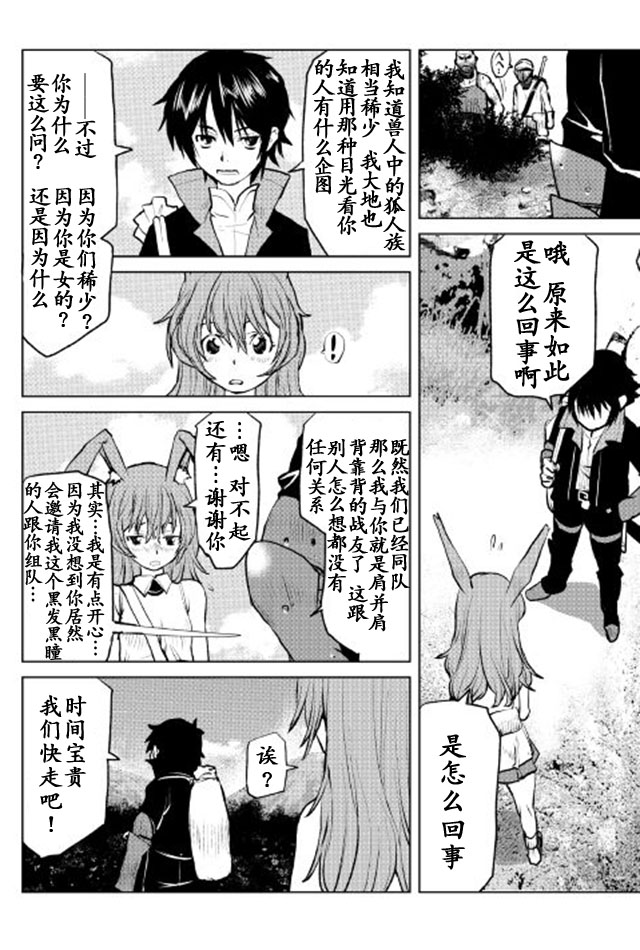 哦 原来如此
是这么回事啊
是怎么回事
我知道兽人中的狐人族
相当稀少 我大地也
知道用那种目光看你
的人有什么企图
——不过
你为什么
要这么问？
因为你们稀少？
因为你是女的？
还是因为什么
！
既然我们已经同队
那么我与你就是肩并肩
背靠背的战友了 这跟
别人怎么想都没有
任何关系
…嗯 对不起
还有…谢谢你
其实…我是有点开心…
因为我没想到你居然
会邀请我这个黑发黑瞳
的人跟你组队…
诶？
时间宝贵
我们快走吧！